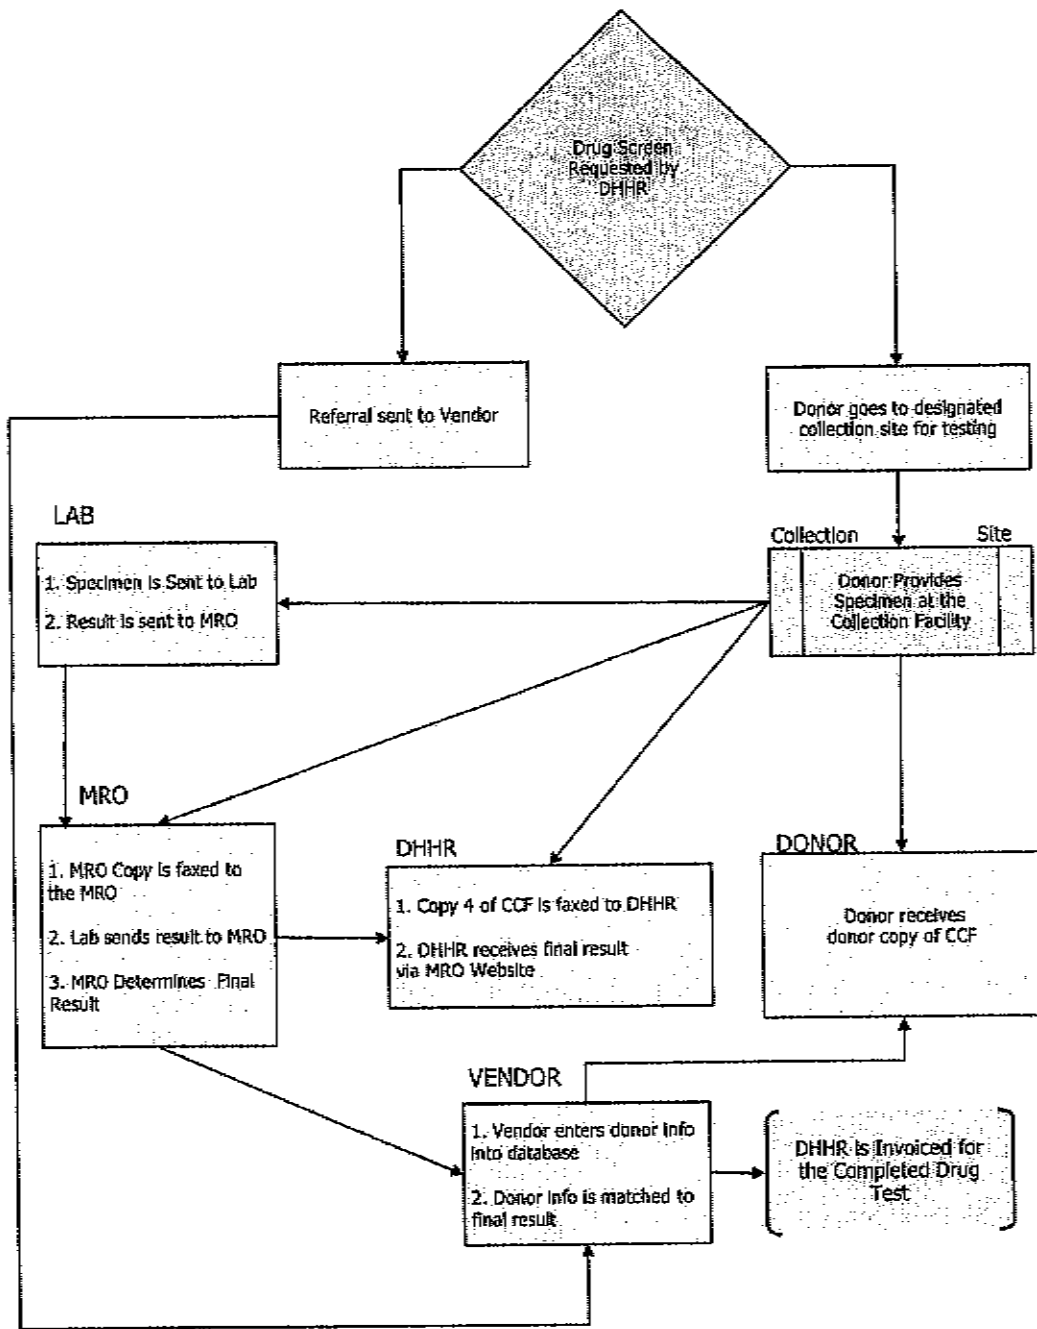 Drug Screen
Requested by
DHHR
Referral sent to Vendor
Donor goes to designated
collection site for testing
LAB
1. Specimen is Sent to Lab
2. Result is sent to MRO
Collection Site
Donor Provides
Specimen at the
Collection Facility
MRO
1. MRO Copy is faxed to
the MRO
2. Lab sends result to MRO
3. MRO Determines Final
Result
DHHR
1. Copy 4 of CCF is faxed to DHHR
2. DHHR receives final result
via MRO Website
DONOR
Donor receives
donor copy of CCF
VENDOR
1. Vendor enters donor info
into database
2. Donor info is matched to
final result
DHHR is Invoiced for
the Completed Drug
Test